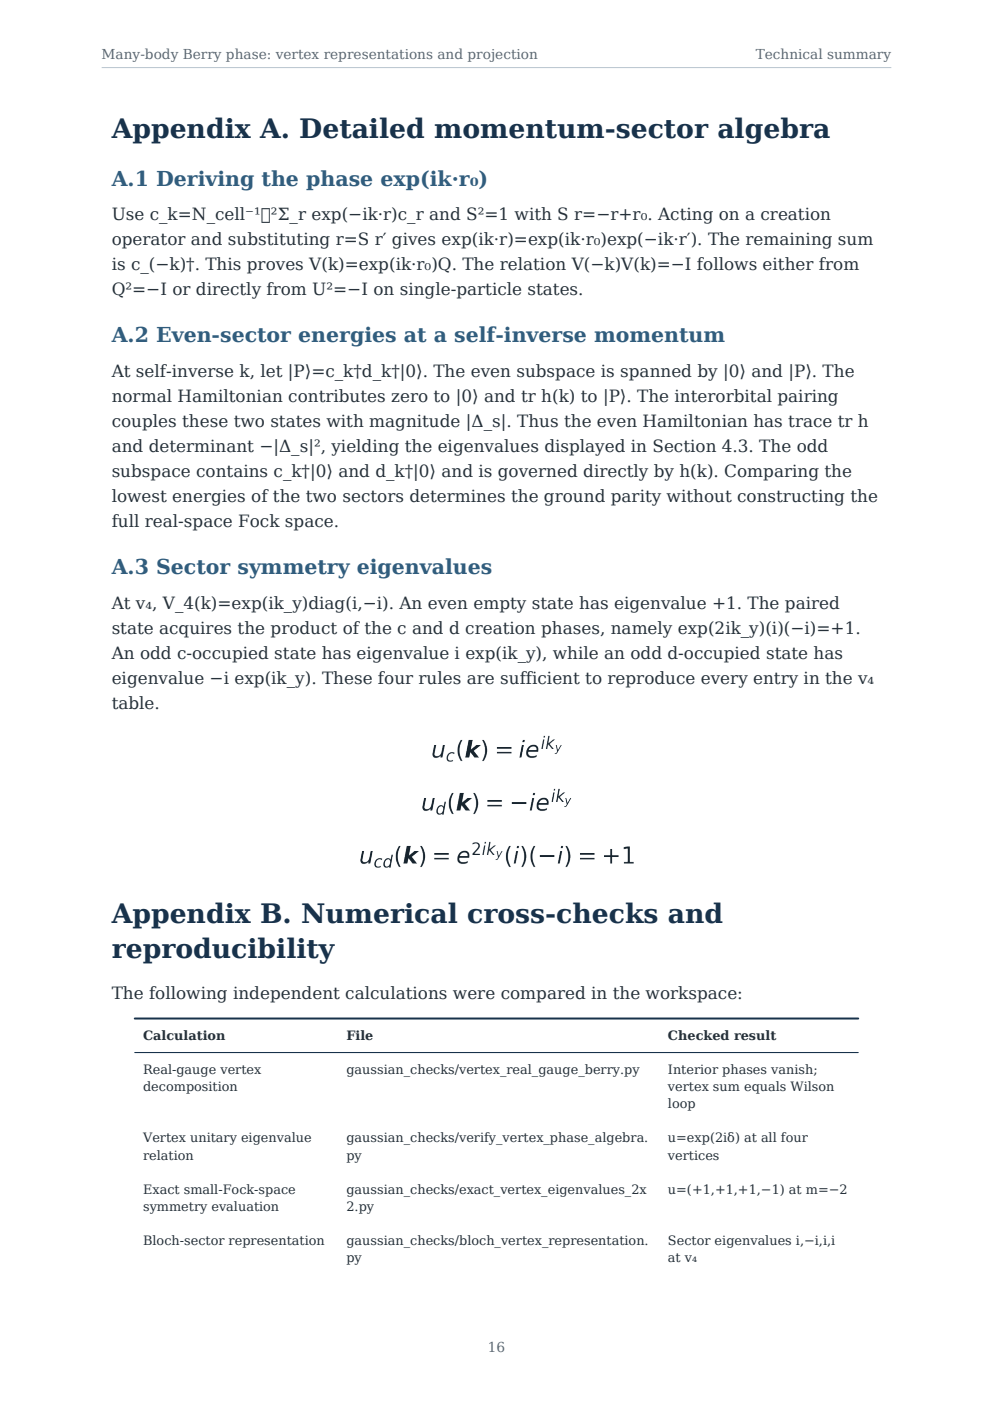 Many-body Berry phase: vertex representations and projection
Technical summary
Appendix A. Detailed momentum-sector algebra
A.1 Deriving the phase exp(ik·r₀)
Use c_k=N_cell⁻¹▯²Σ_r exp(−ik·r)c_r and S²=1 with S r=−r+r₀. Acting on a creation
operator and substituting r=S r′ gives exp(ik·r)=exp(ik·r₀)exp(−ik·r′). The remaining sum
is c_(−k)†. This proves V(k)=exp(ik·r₀)Q. The relation V(−k)V(k)=−I follows either from
Q²=−I or directly from U²=−I on single-particle states.
A.2 Even-sector energies at a self-inverse momentum
At self-inverse k, let |P⟩=c_k†d_k†|0⟩. The even subspace is spanned by |0⟩ and |P⟩. The
normal Hamiltonian contributes zero to |0⟩ and tr h(k) to |P⟩. The interorbital pairing
couples these two states with magnitude |Δ_s|. Thus the even Hamiltonian has trace tr h
and determinant −|Δ_s|², yielding the eigenvalues displayed in Section 4.3. The odd
subspace contains c_k†|0⟩ and d_k†|0⟩ and is governed directly by h(k). Comparing the
lowest energies of the two sectors determines the ground parity without constructing the
full real-space Fock space.
A.3 Sector symmetry eigenvalues
At v₄, V_4(k)=exp(ik_y)diag(i,−i). An even empty state has eigenvalue +1. The paired
state acquires the product of the c and d creation phases, namely exp(2ik_y)(i)(−i)=+1.
An odd c-occupied state has eigenvalue i exp(ik_y), while an odd d-occupied state has
eigenvalue −i exp(ik_y). These four rules are sufficient to reproduce every entry in the v₄
table.
u_c(k) = ie^{ik_y}
u_d(k) = −ie^{ik_y}
u_{cd}(k) = e^{2ik_y}(i)(−i) = +1
Appendix B. Numerical cross-checks and
reproducibility
The following independent calculations were compared in the workspace:
Calculation File Checked result
Real-gauge vertex gaussian_checks/vertex_real_gauge_berry.py Interior phases vanish;
decomposition vertex sum equals Wilson
loop
Vertex unitary eigenvalue gaussian_checks/verify_vertex_phase_algebra. u=exp(2iδ) at all four
relation py vertices
Exact small-Fock-space gaussian_checks/exact_vertex_eigenvalues_2x u=(+1,+1,+1,−1) at m=−2
symmetry evaluation 2.py
Bloch-sector representation gaussian_checks/bloch_vertex_representation. Sector eigenvalues i,−i,i,i
py at v₄
16